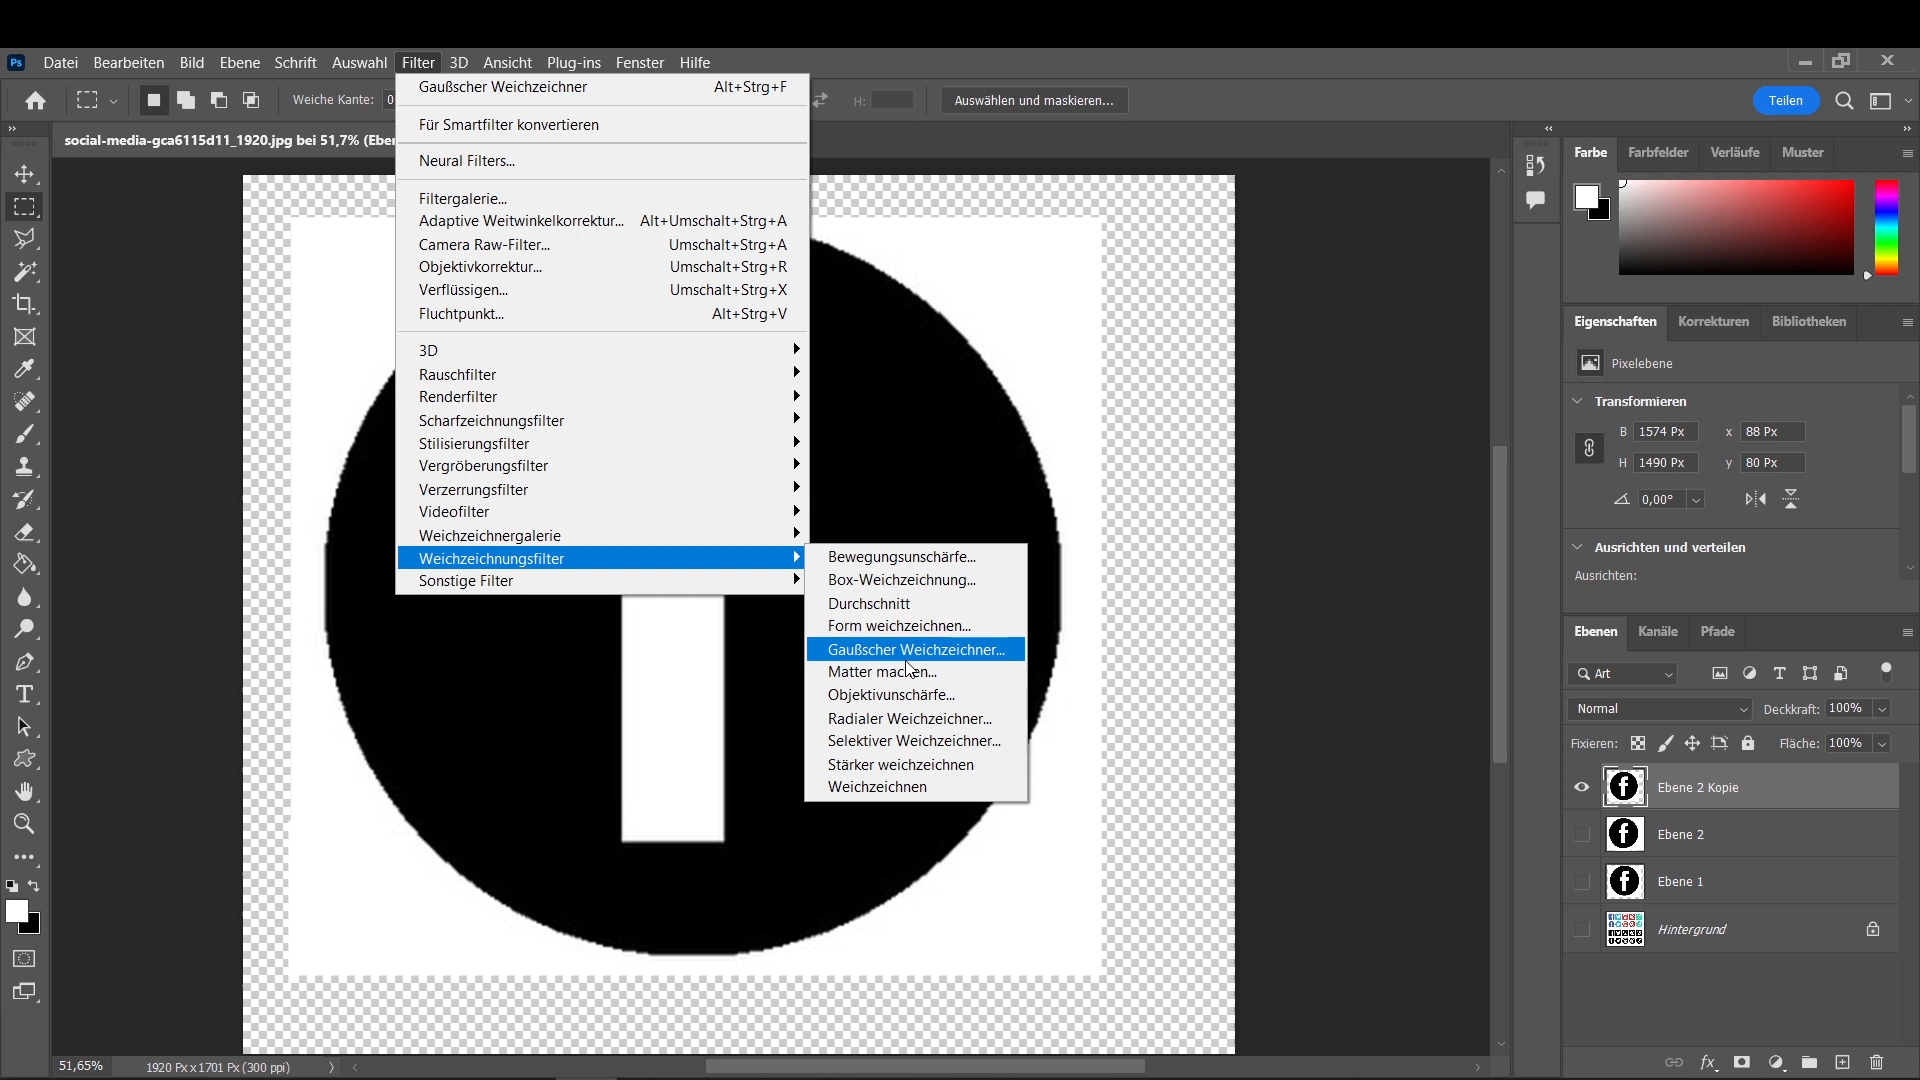 Ps Datei Bearbeiten Bild Ebene Schrift Auswahl Filter 3D Ansicht Plug-ins Fenster Hilfe
Weiche Kante: 0 H: Auswählen und maskieren... Teilen
social-media-gca6115d11_1920.jpg bei 51,7% (Eben
Gaußscher Weichzeichner Alt+Strg+F
Für Smartfilter konvertieren
Neural Filters...
Filtergalerie...
Adaptive Weitwinkelkorrektur... Alt+Umschalt+Strg+A
Camera Raw-Filter... Umschalt+Strg+A
Objektivkorrektur... Umschalt+Strg+R
Verflüssigen... Umschalt+Strg+X
Fluchtpunkt... Alt+Strg+V
3D
Rauschfilter
Renderfilter
Scharfzeichnungsfilter
Stilisierungsfilter
Vergröberungsfilter
Verzerrungsfilter
Videofilter
Weichzeichnergalerie
Weichzeichnungsfilter
Sonstige Filter
Bewegungsunschärfe...
Box-Weichzeichnung...
Durchschnitt
Form weichzeichnen...
Gaußscher Weichzeichner...
Matter machen...
Objektivunschärfe...
Radialer Weichzeichner...
Selektiver Weichzeichner...
Stärker weichzeichnen
Weichzeichnen
Farbe Farbfelder Verläufe Muster
Eigenschaften Korrekturen Bibliotheken
Pixelebene
Transformieren
B 1574 Px x 88 Px
H 1490 Px y 80 Px
0,00°
Ausrichten und verteilen
Ausrichten:
Ebenen Kanäle Pfade
Art
Normal Deckkraft: 100%
Fixieren: Fläche: 100%
Ebene 2 Kopie
Ebene 2
Ebene 1
Hintergrund
fx
51,65% 1920 Px x 1701 Px (300 ppi)